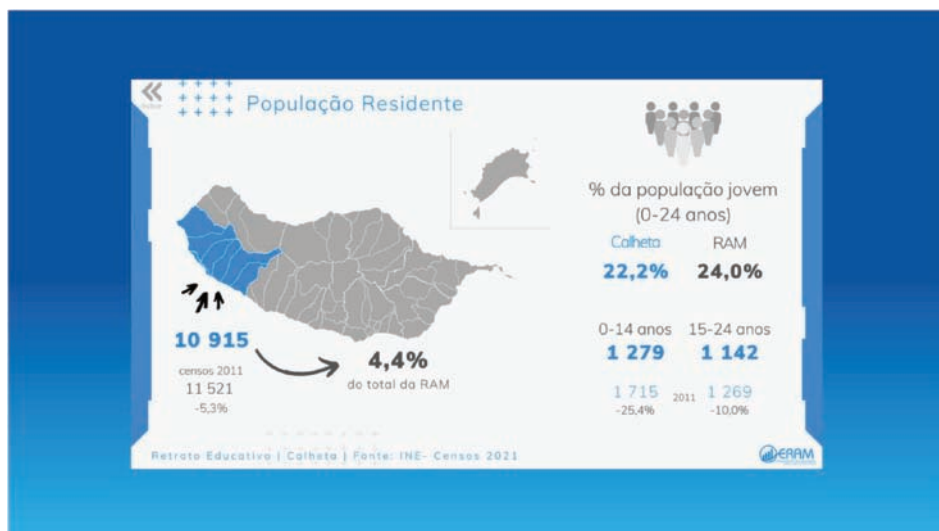 População Residente
10 915
censos 2011
11 521
-5,3%
4,4%
do total da RAM
% da população jovem
(0-24 anos)
Calheta RAM
22,2% 24,0%
0-14 anos 15-24 anos
1 279 1 142
1 715 2011 1 269
-25,4% -10,0%
Retrato Educativo | Calheta | Fonte: INE- Censos 2021
ERAM